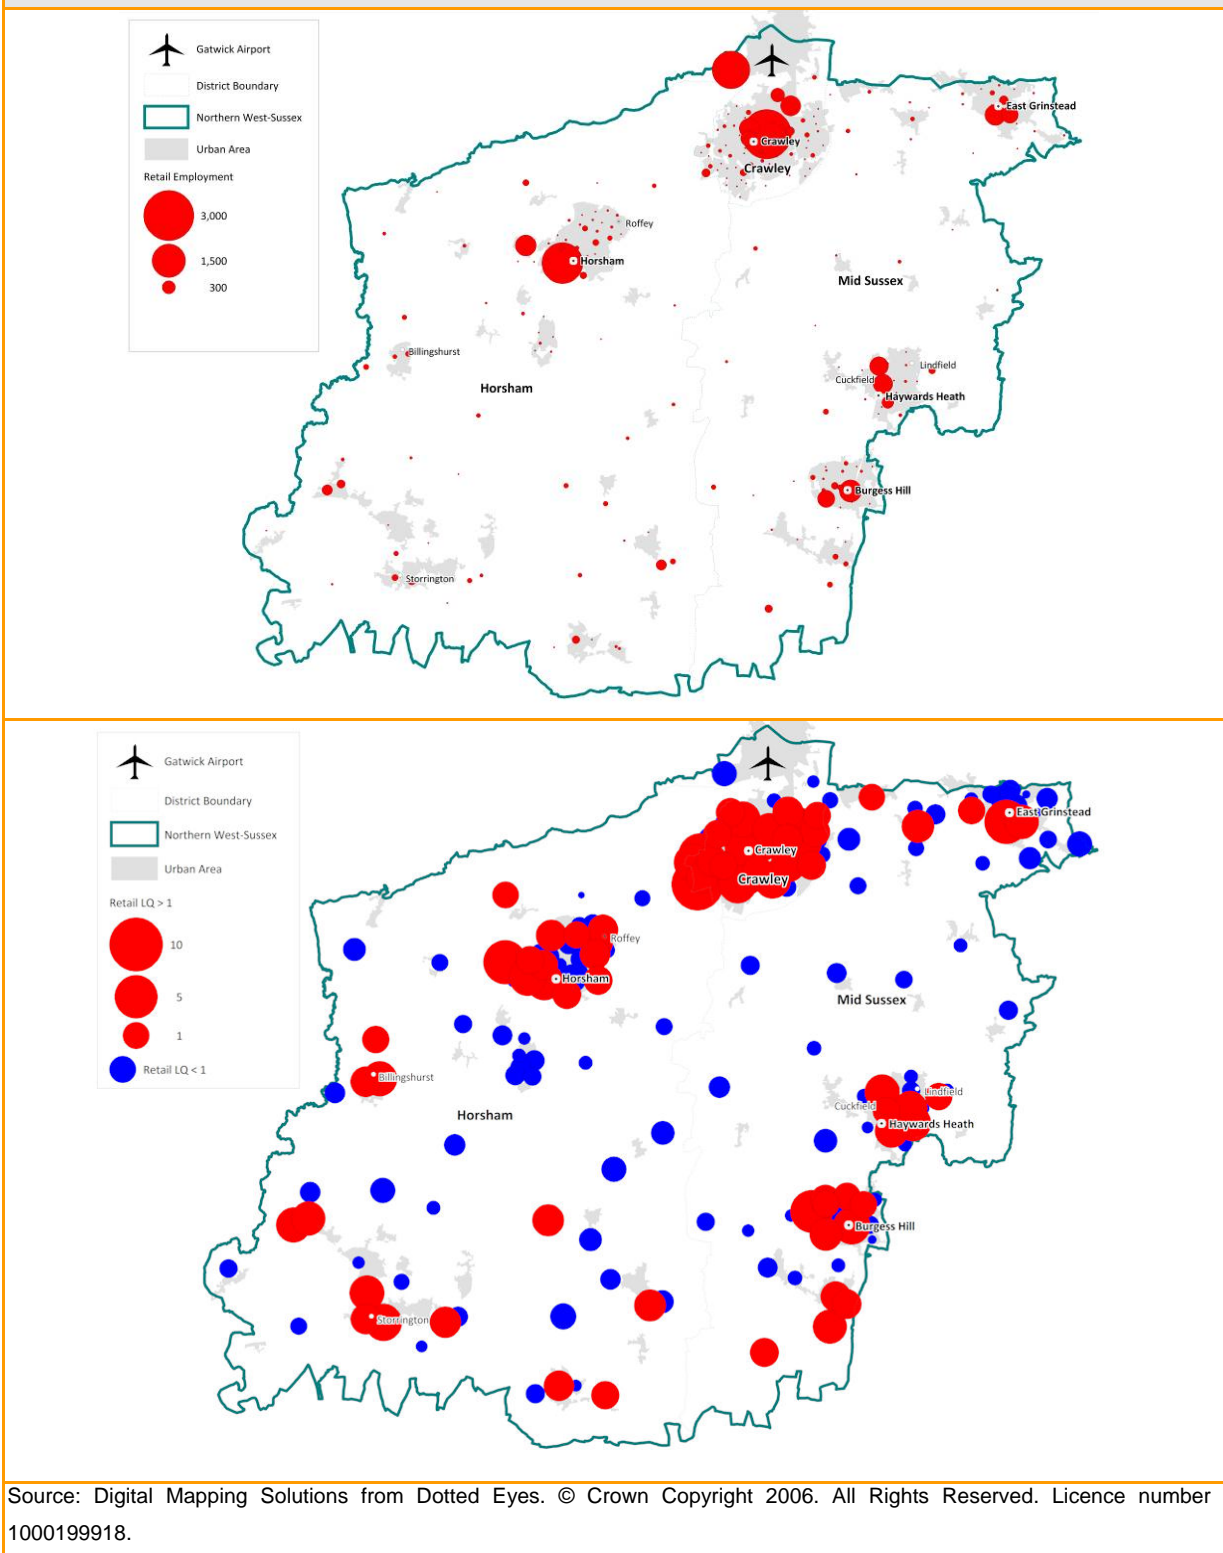 Gatwick Airport
District Boundary
Northern West-Sussex
Urban Area
Retail Employment
3,000
1,500
300
East Grinstead
Crawley
Crawley
Roffey
Horsham
Mid Sussex
Billingshurst
Lindfield
Cuckfield
Horsham
Haywards Heath
Burgess Hill
Storrington
Gatwick Airport
District Boundary
Northern West-Sussex
Urban Area
Retail LQ > 1
10
5
1
Retail LQ < 1
East Grinstead
Crawley
Crawley
Roffey
Horsham
Mid Sussex
Billingshurst
Lindfield
Cuckfield
Horsham
Haywards Heath
Burgess Hill
Storrington
Source: Digital Mapping Solutions from Dotted Eyes. © Crown Copyright 2006. All Rights Reserved. Licence number
1000199918.